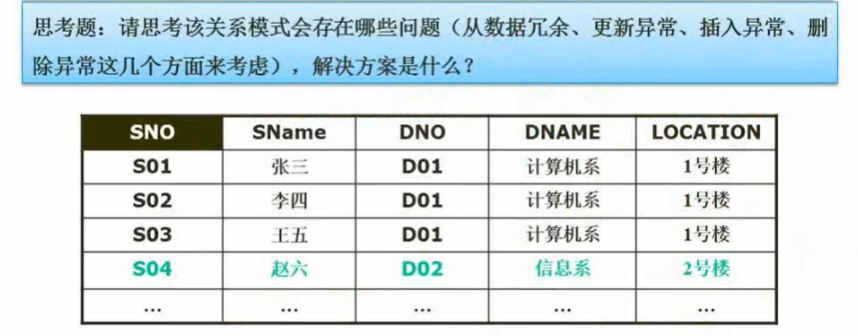 思考题：请思考该关系模式会存在哪些问题（从数据冗余、更新异常、插入异常、删
除异常这几个方面来考虑），解决方案是什么？
SNO SName DNO DNAME LOCATION
S01 张三 D01 计算机系 1号楼
S02 李四 D01 计算机系 1号楼
S03 王五 D01 计算机系 1号楼
S04 赵六 D02 信息系 2号楼
... ... ... ... ...